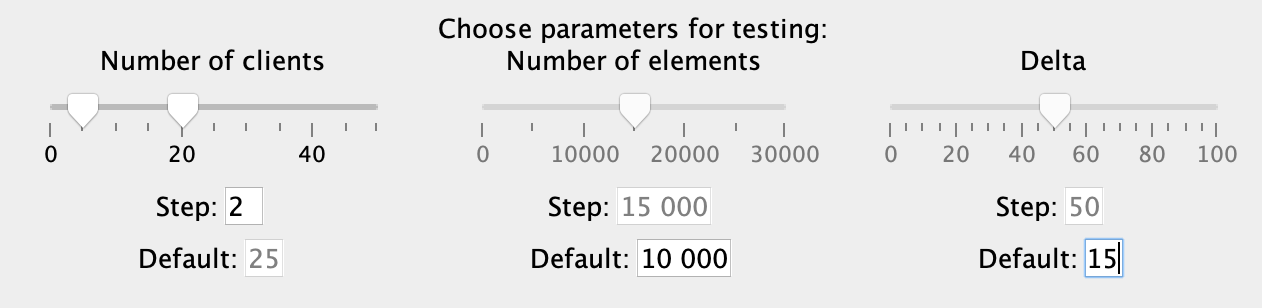 Choose parameters for testing:
Number of clients
Number of elements
Delta
0 20 40
0 10000 20000 30000
0 20 40 60 80 100
Step: 2
Step: 15 000
Step: 50
Default: 25
Default: 10 000
Default: 15